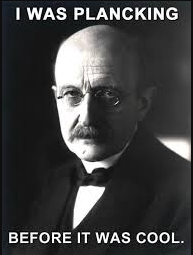 I WAS PLANCKING
BEFORE IT WAS COOL.